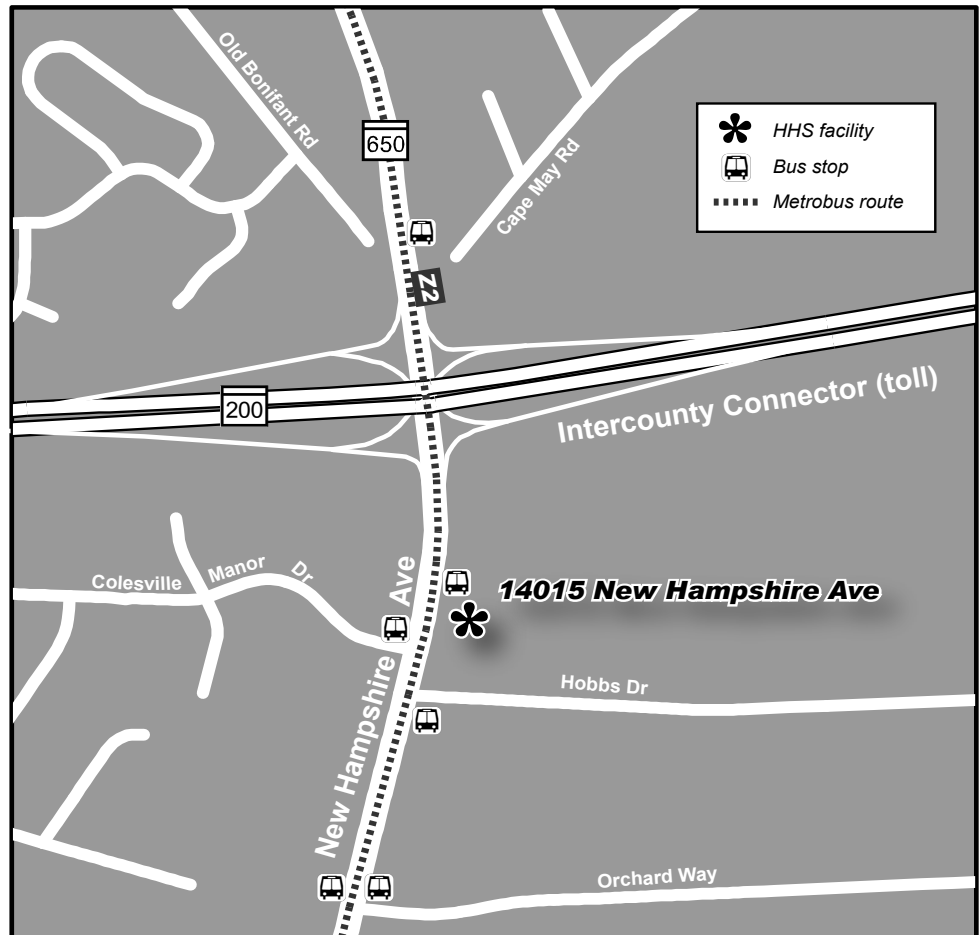 Old Bonifant Rd
650
Cape May Rd
HHS facility
Bus stop
Metrobus route
Z2
200
Intercounty Connector (toll)
Colesville Manor Dr
14015 New Hampshire Ave
New Hampshire Ave
Hobbs Dr
Orchard Way